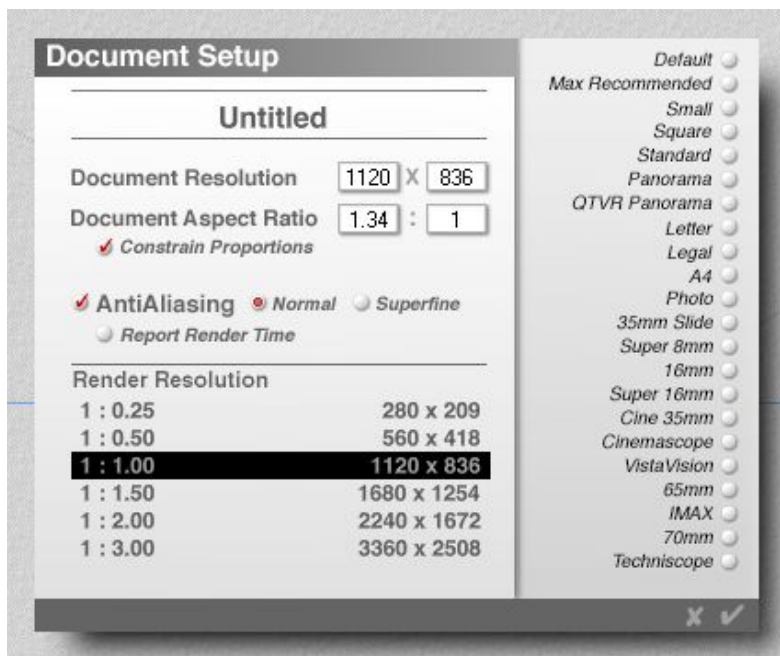 Document Setup
Untitled
Document Resolution 1120 X 836
Document Aspect Ratio 1.34 : 1
Constrain Proportions
AntiAliasing Normal Superfine
Report Render Time
Render Resolution
1 : 0.25 280 x 209
1 : 0.50 560 x 418
1 : 1.00 1120 x 836
1 : 1.50 1680 x 1254
1 : 2.00 2240 x 1672
1 : 3.00 3360 x 2508
Default
Max Recommended
Small
Square
Standard
Panorama
QTVR Panorama
Letter
Legal
A4
Photo
35mm Slide
Super 8mm
16mm
Super 16mm
Cine 35mm
Cinemascope
VistaVision
65mm
IMAX
70mm
Techniscope